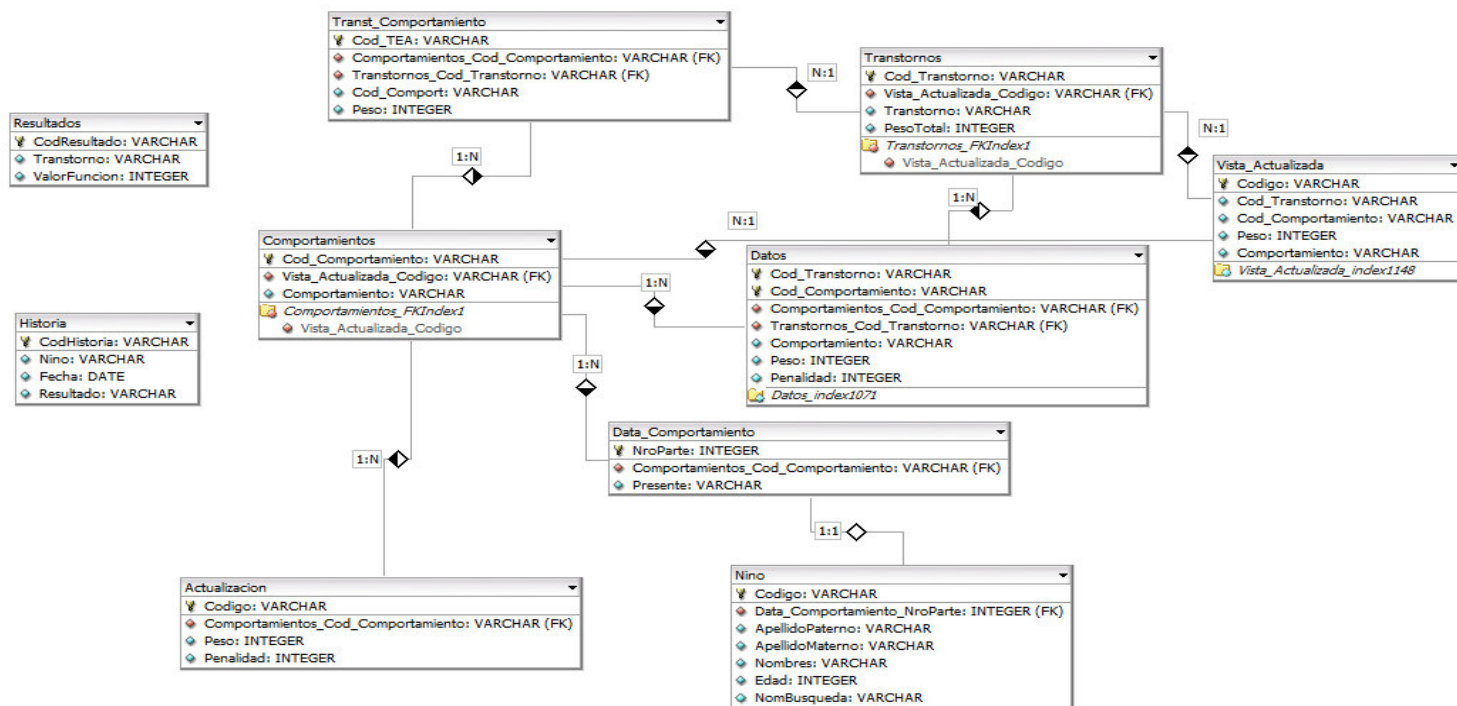 Transt_Comportamiento
Cod_TEA: VARCHAR
Comportamientos_Cod_Comportamiento: VARCHAR (FK)
Transtornos_Cod_Transtorno: VARCHAR (FK)
Cod_Comport: VARCHAR
Peso: INTEGER
N:1
Transtornos
Cod_Transtorno: VARCHAR
Vista_Actualizada_Codigo: VARCHAR (FK)
Transtorno: VARCHAR
PesoTotal: INTEGER
Transtornos_FKIndex1
Vista_Actualizada_Codigo
N:1
Resultados
CodResultado: VARCHAR
Transtorno: VARCHAR
ValorFuncion: INTEGER
1:N
1:N
Vista_Actualizada
Codigo: VARCHAR
Cod_Transtorno: VARCHAR
Cod_Comportamiento: VARCHAR
Peso: INTEGER
Comportamiento: VARCHAR
Vista_Actualizada_index1148
N:1
Comportamientos
Cod_Comportamiento: VARCHAR
Vista_Actualizada_Codigo: VARCHAR (FK)
Comportamiento: VARCHAR
Comportamientos_FKIndex1
Vista_Actualizada_Codigo
1:N
Datos
Cod_Transtorno: VARCHAR
Cod_Comportamiento: VARCHAR
Comportamientos_Cod_Comportamiento: VARCHAR (FK)
Transtornos_Cod_Transtorno: VARCHAR (FK)
Comportamiento: VARCHAR
Peso: INTEGER
Penalidad: INTEGER
Datos_index1071
Historia
CodHistoria: VARCHAR
Nino: VARCHAR
Fecha: DATE
Resultado: VARCHAR
1:N
Data_Comportamiento
NroParte: INTEGER
Comportamientos_Cod_Comportamiento: VARCHAR (FK)
Presente: VARCHAR
1:N
1:1
Actualizacion
Codigo: VARCHAR
Comportamientos_Cod_Comportamiento: VARCHAR (FK)
Peso: INTEGER
Penalidad: INTEGER
Nino
Codigo: VARCHAR
Data_Comportamiento_NroParte: INTEGER (FK)
ApellidoPaterno: VARCHAR
ApellidoMaterno: VARCHAR
Nombres: VARCHAR
Edad: INTEGER
NomBusqueda: VARCHAR